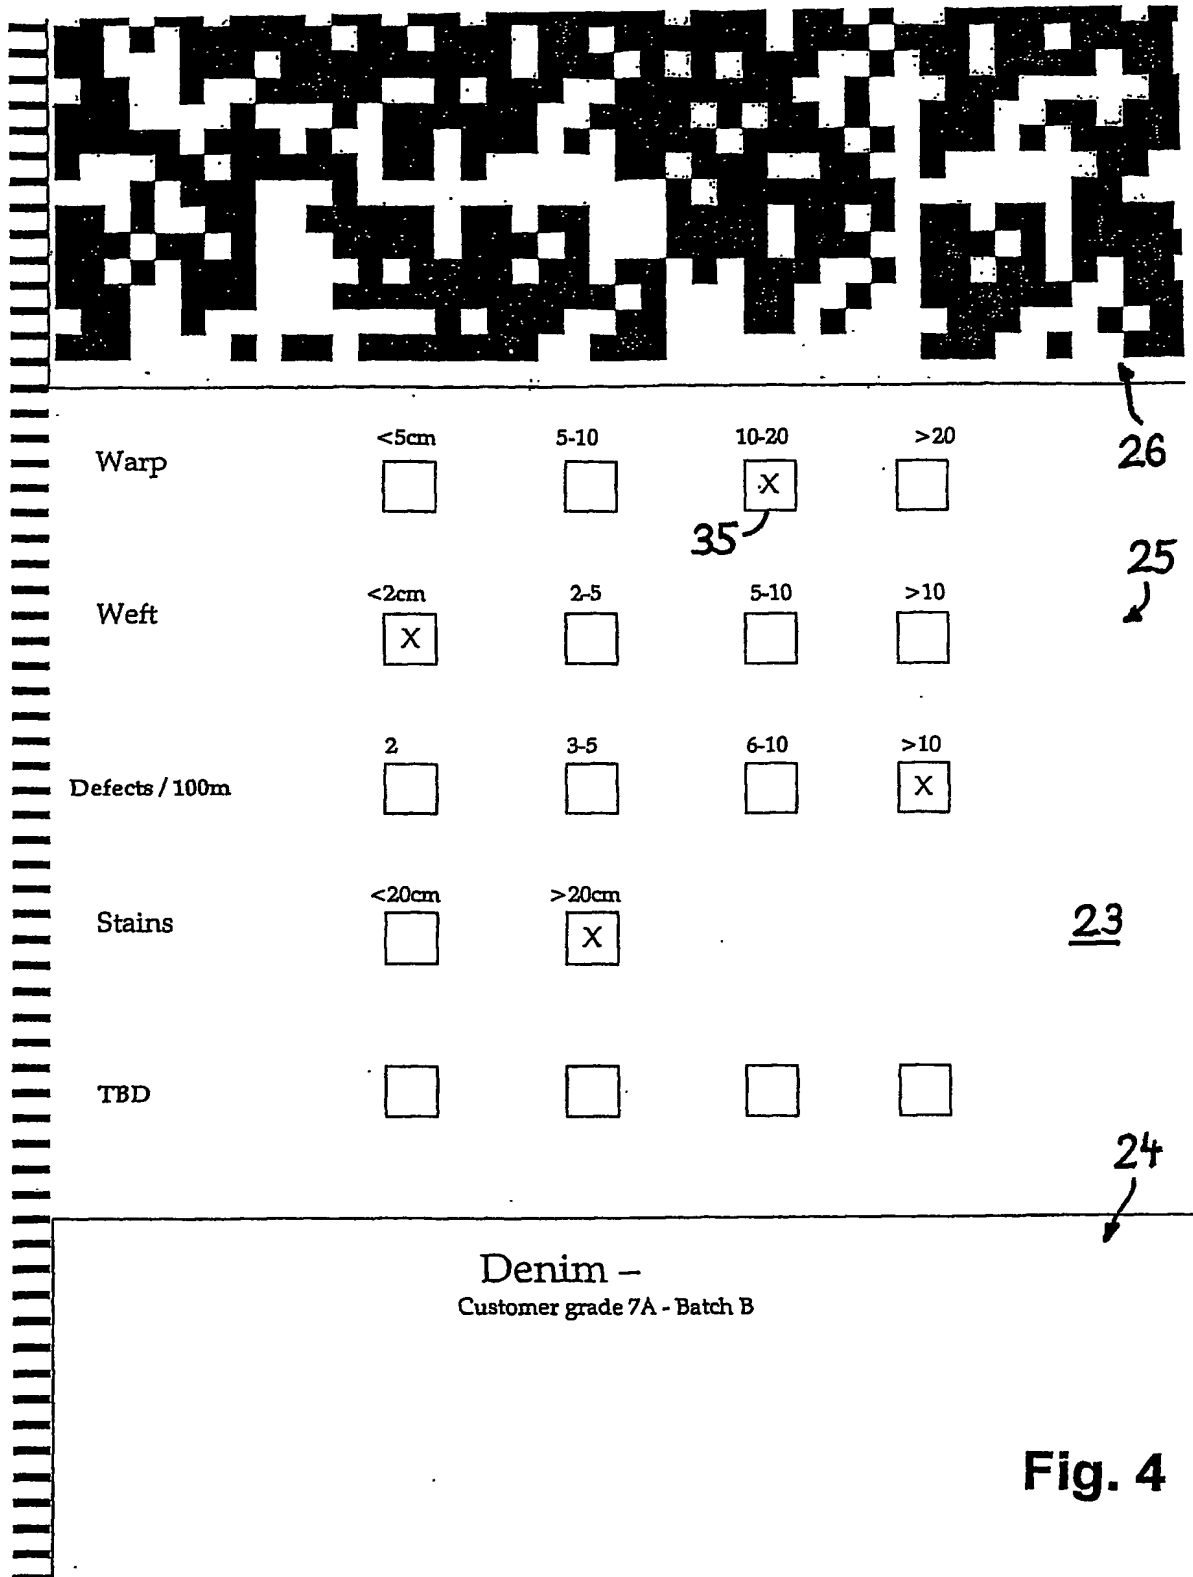 <5cm 5-10 10-20 >20
Warp
X
26
35
25
<2cm 2-5 5-10 >10
Weft
X
2 3-5 6-10 >10
Defects / 100m
X
<20cm >20cm
Stains
X
23
TBD
24
Denim –
Customer grade 7A - Batch B
Fig. 4